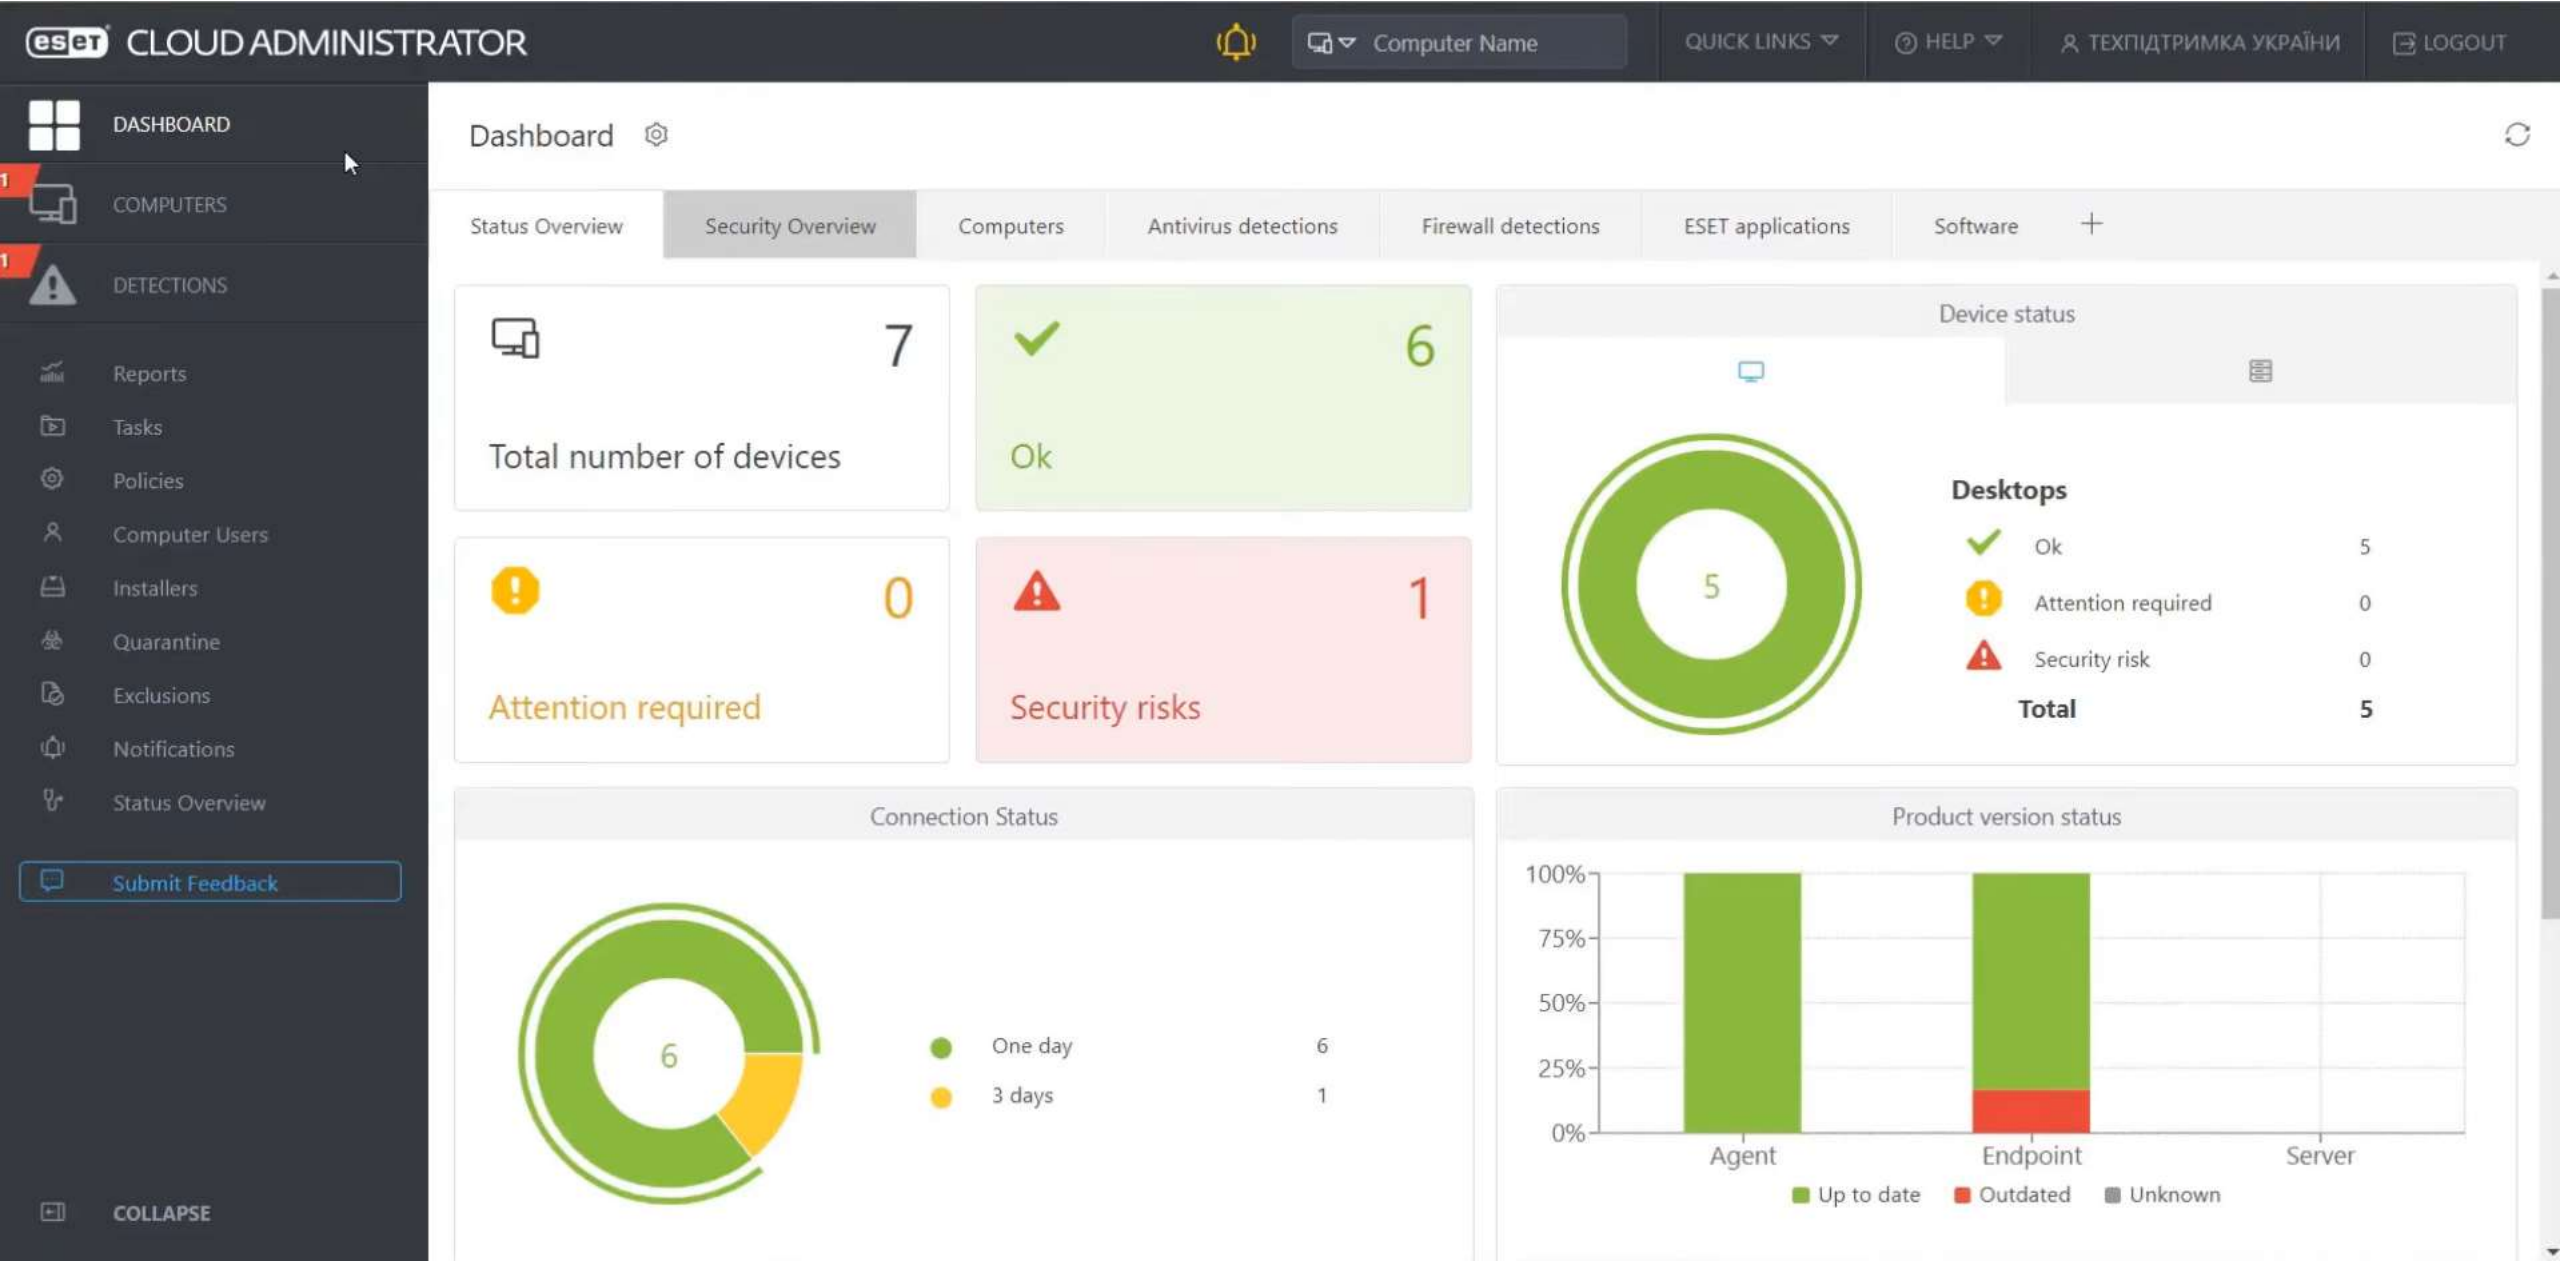 eset CLOUD ADMINISTRATOR
Computer Name
QUICK LINKS
HELP
ТЕХПІДТРИМКА УКРАЇНИ
LOGOUT
DASHBOARD
1
COMPUTERS
1
DETECTIONS
Reports
Tasks
Policies
Computer Users
Installers
Quarantine
Exclusions
Notifications
Status Overview
Submit Feedback
COLLAPSE
Dashboard
Status Overview
Security Overview
Computers
Antivirus detections
Firewall detections
ESET applications
Software
7
Total number of devices
6
Ok
0
Attention required
1
Security risks
Device status
5
Desktops
Ok 5
Attention required 0
Security risk 0
Total 5
Connection Status
6
One day 6
3 days 1
Product version status
100%
75%
50%
25%
0%
Agent Endpoint Server
Up to date Outdated Unknown